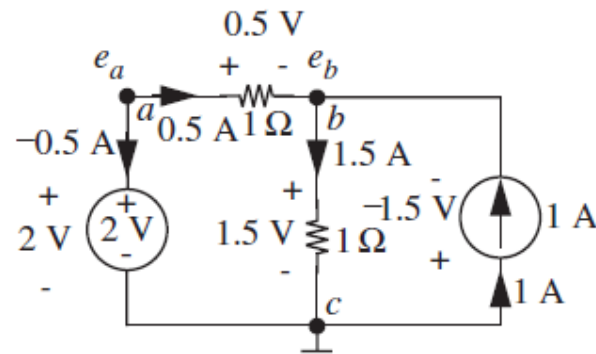 0.5 V
e_a + - e_b
a 0.5 A 1 Ω b
−0.5 A 1.5 A
+ + + -
2 V 2 V 1.5 V 1 Ω −1.5 V 1 A
- - - +
c 1 A